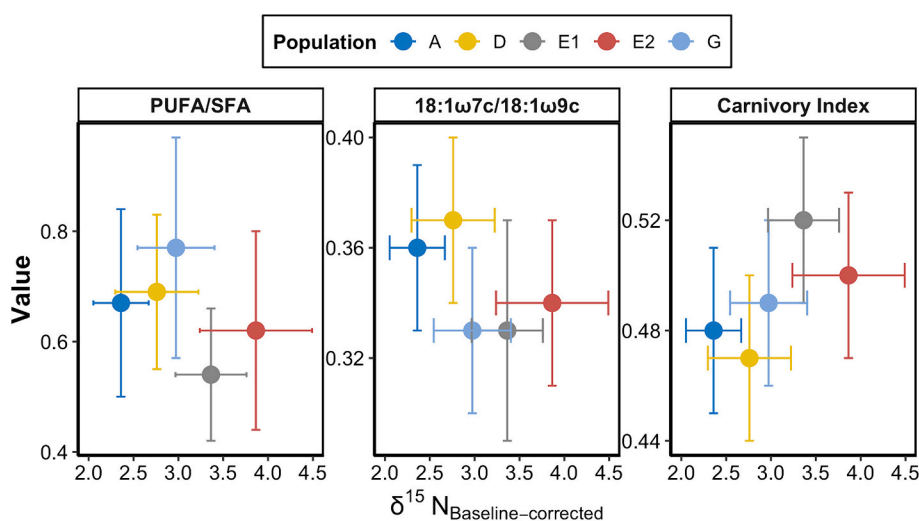 Population A D E1 E2 G
PUFA/SFA 18:1ω7c/18:1ω9c Carnivory Index
Value
0.8
0.6
0.4
0.40
0.36
0.32
0.52
0.48
0.44
2.0 2.5 3.0 3.5 4.0 4.5 2.0 2.5 3.0 3.5 4.0 4.5 2.0 2.5 3.0 3.5 4.0 4.5
δ¹⁵ N Baseline−corrected